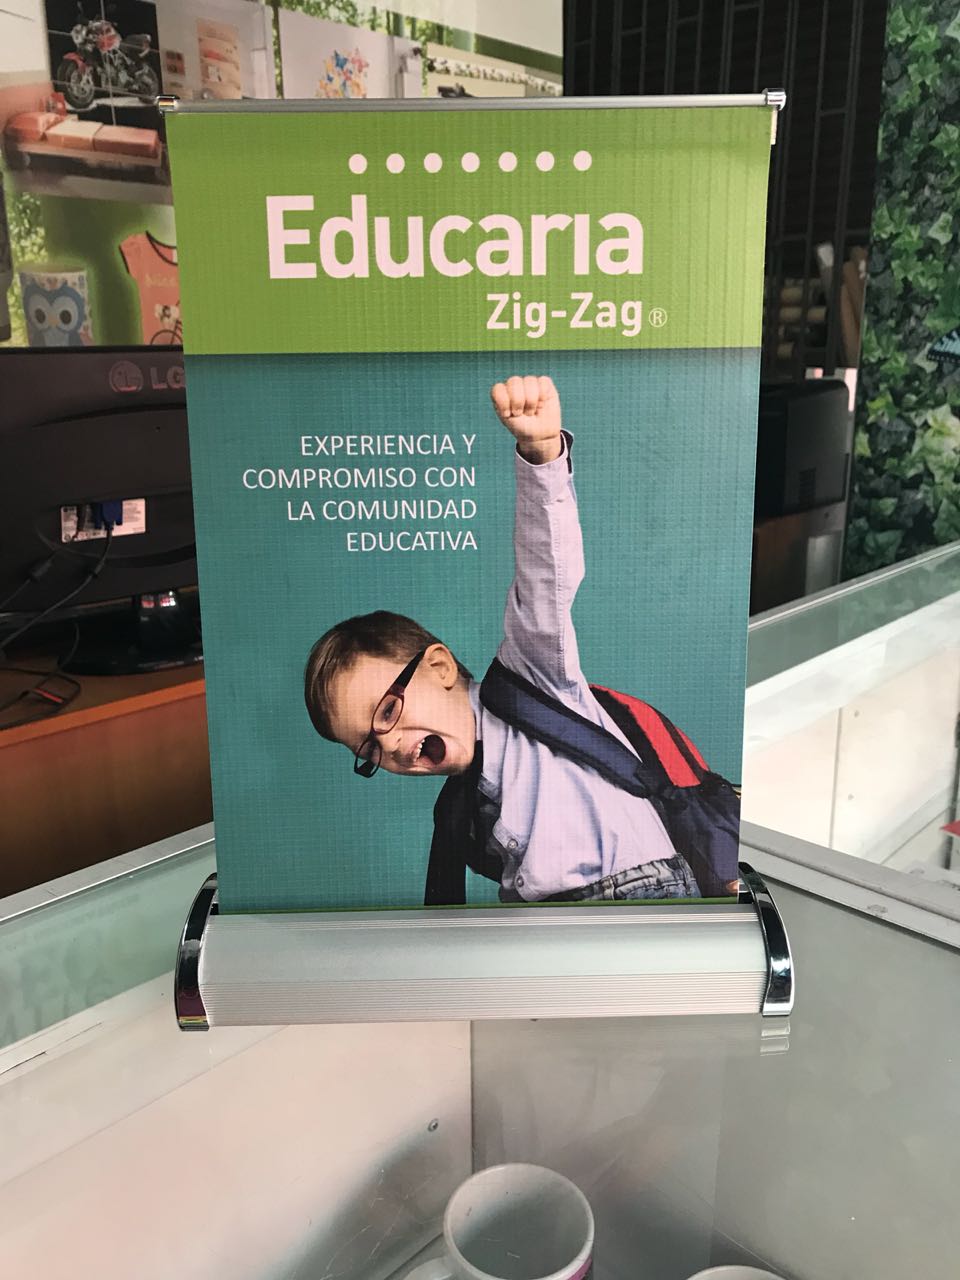 Educaria
Zig-Zag®
EXPERIENCIA Y
COMPROMISO CON
LA COMUNIDAD
EDUCATIVA
LG